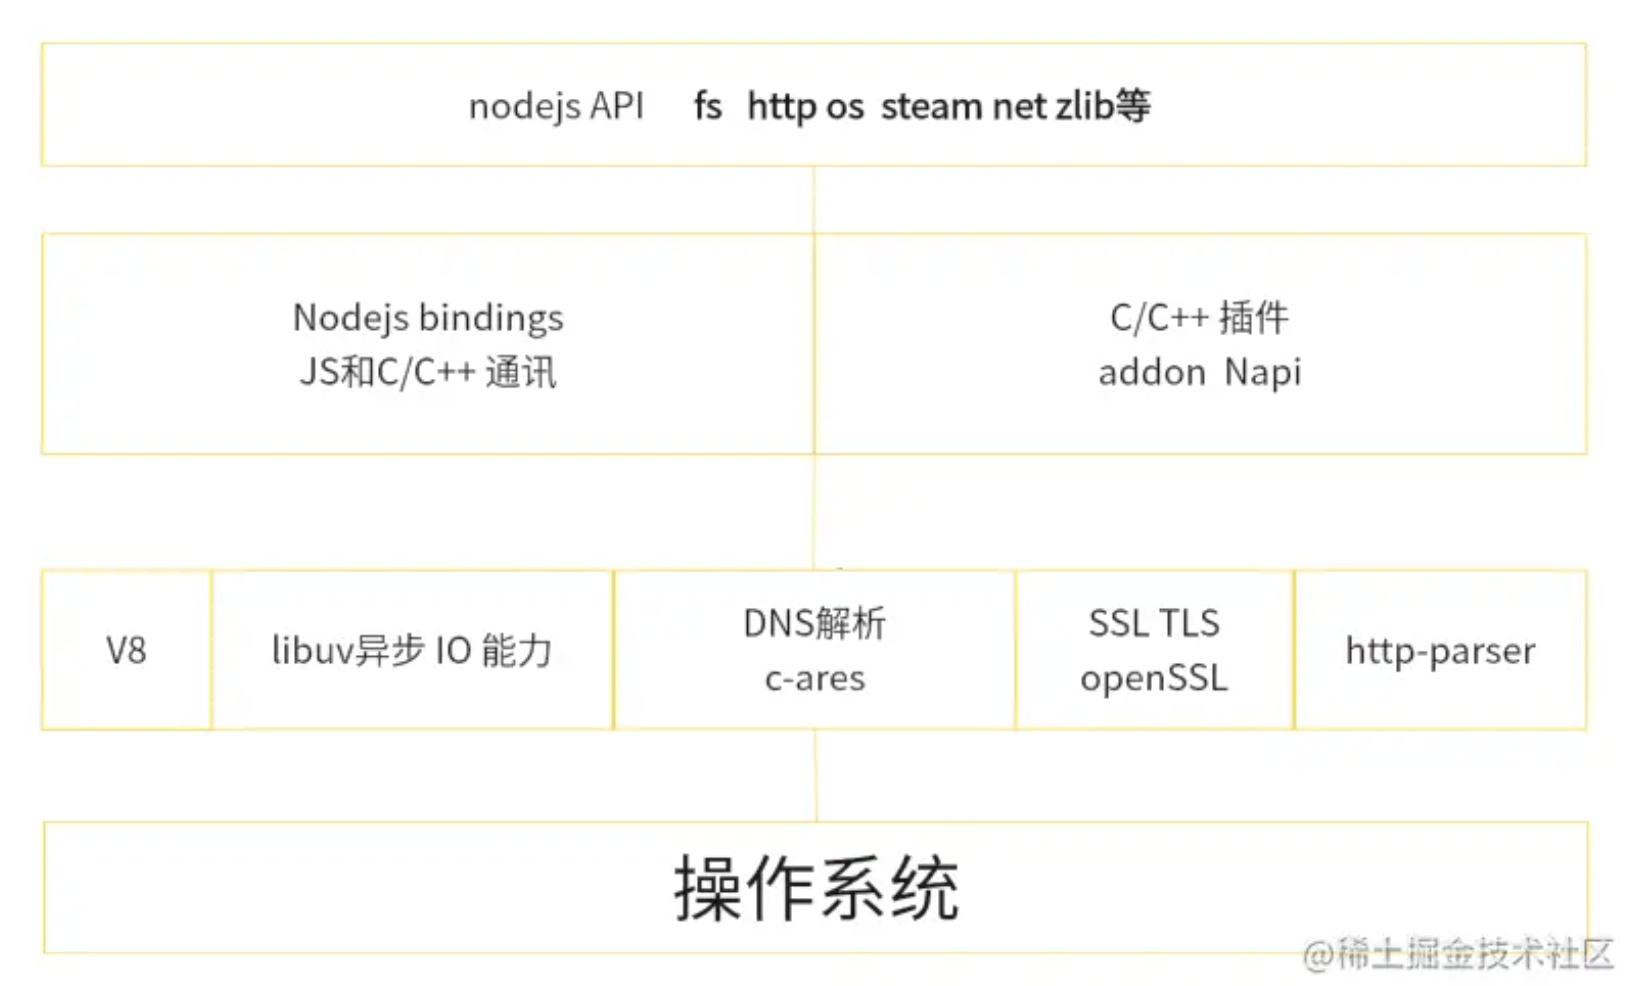 nodejs API fs http os steam net zlib等
Nodejs bindings
JS和C/C++ 通讯
C/C++ 插件
addon Napi
V8
libuv异步 IO 能力
DNS解析
c-ares
SSL TLS
openSSL
http-parser
操作系统
@稀土掘金技术社区